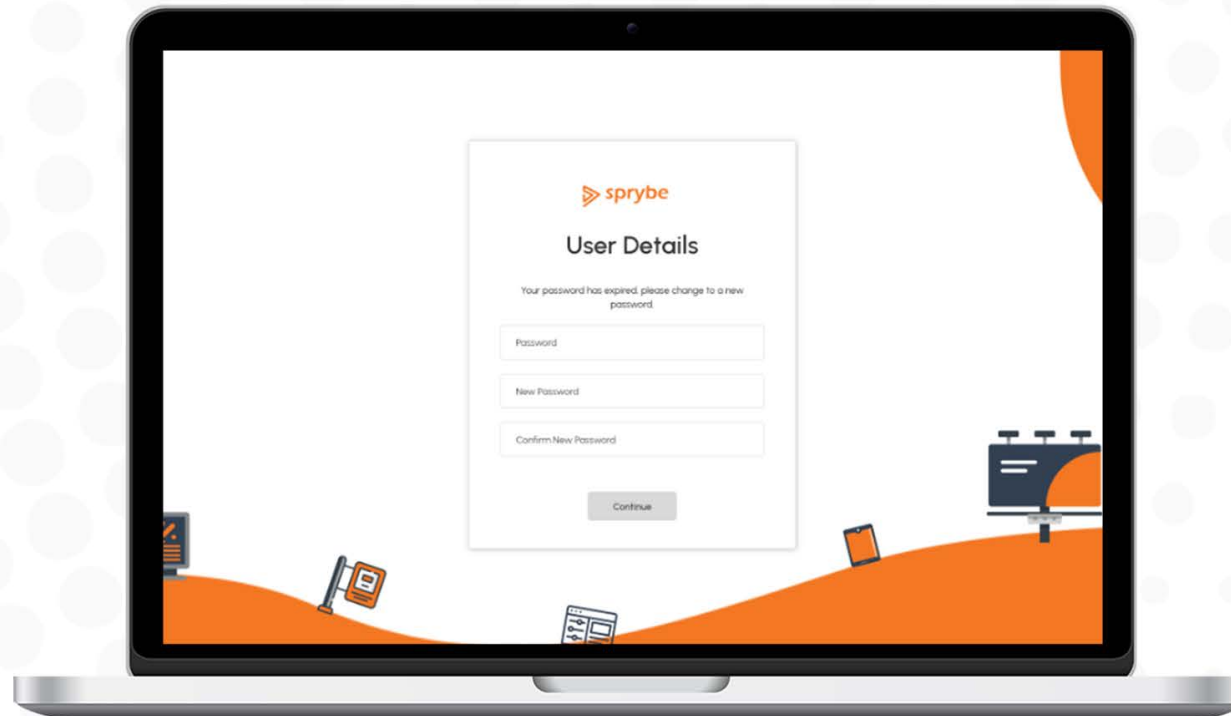 sprybe
User Details
Your password has expired, please change to a new
password.
Password
New Password
Confirm New Password
Continue